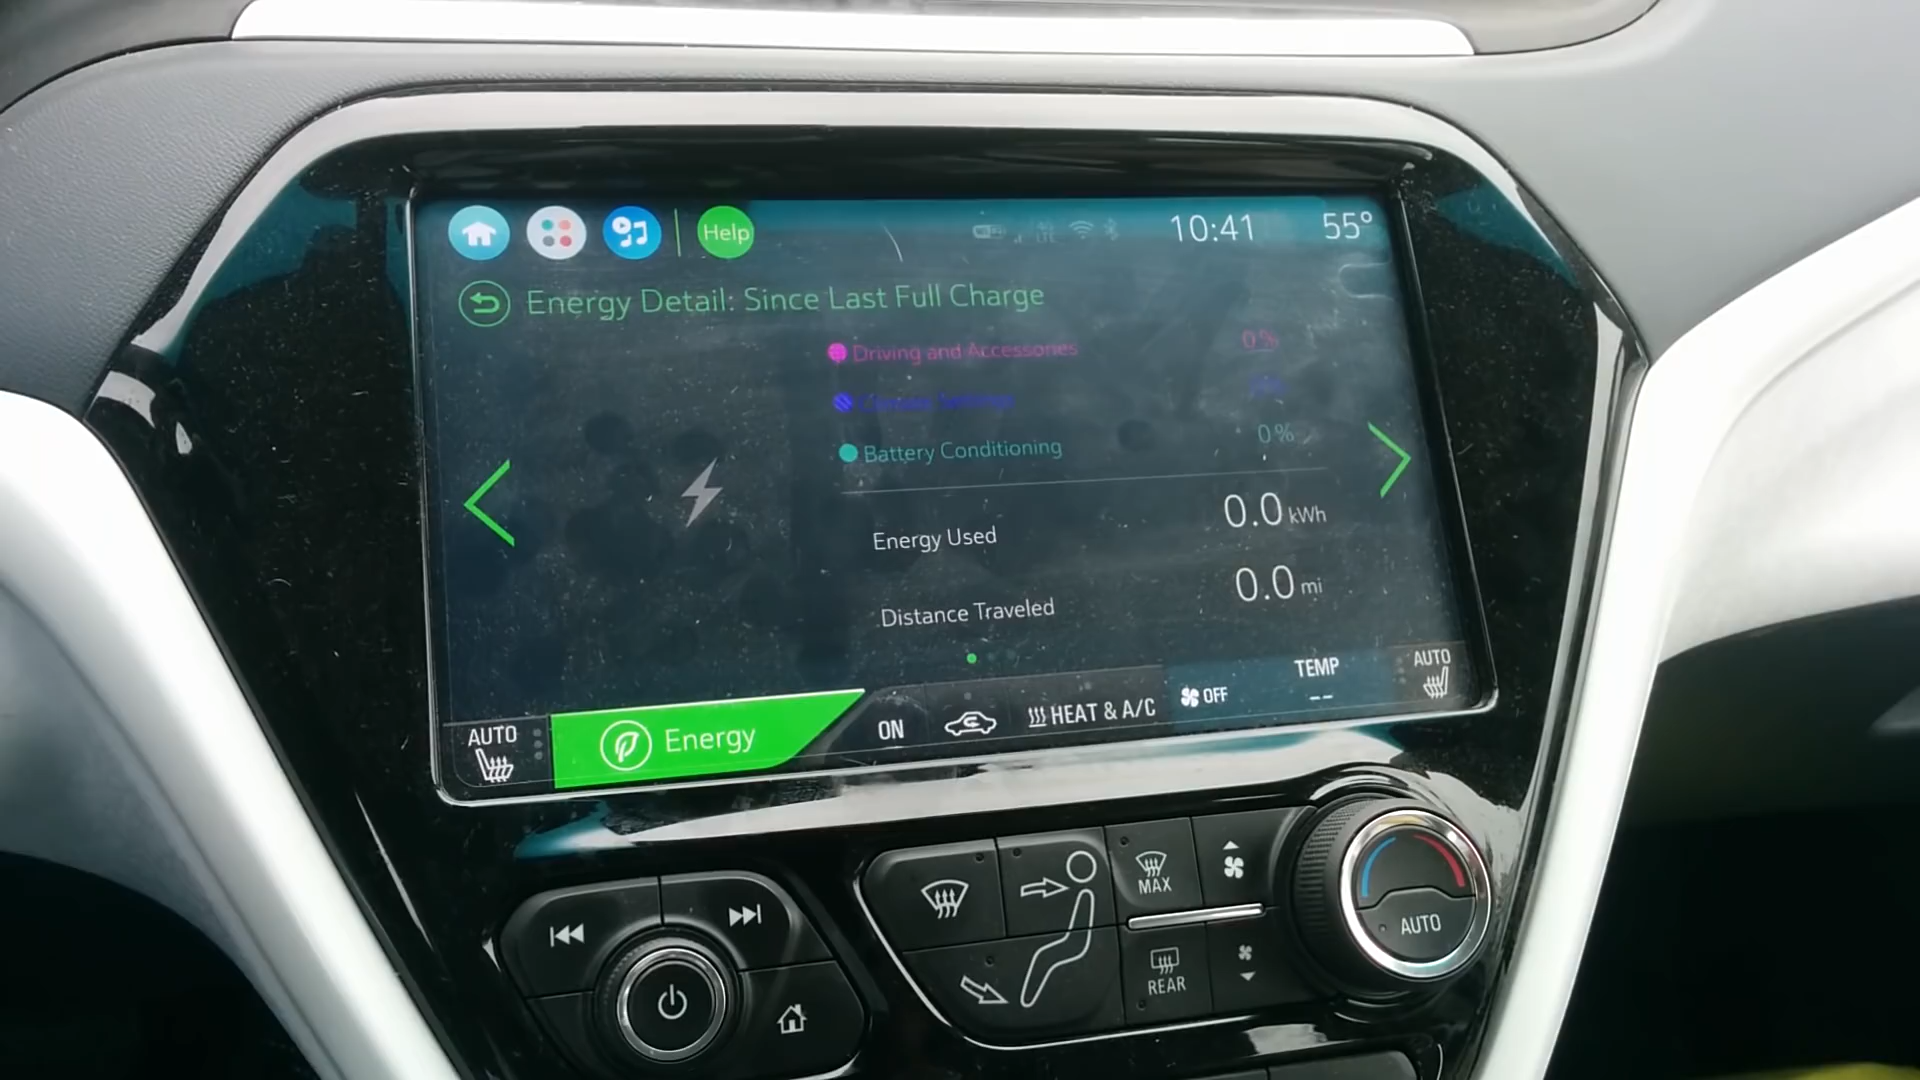 Help
10:41 55°
Energy Detail: Since Last Full Charge
Driving and Accessories 0%
Climate Settings
Battery Conditioning 0%
Energy Used 0.0 kWh
Distance Traveled 0.0 mi
AUTO
Energy
ON
HEAT & A/C
OFF
TEMP
--
AUTO
MAX
REAR
AUTO